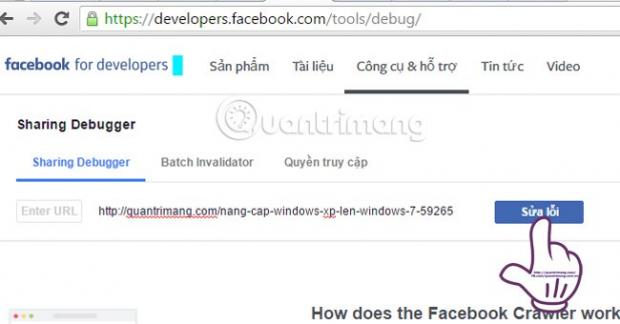 https://developers.facebook.com/tools/debug/
facebook for developers
Sản phẩm
Tài liệu
Công cụ & hỗ trợ
Tin tức
Video
Quantrimang
Sharing Debugger
Sharing Debugger
Batch Invalidator
Quyền truy cập
Enter URL
http://quantrimang.com/nang-cap-windows-xp-len-windows-7-59265
Sửa lỗi
How does the Facebook Crawler work